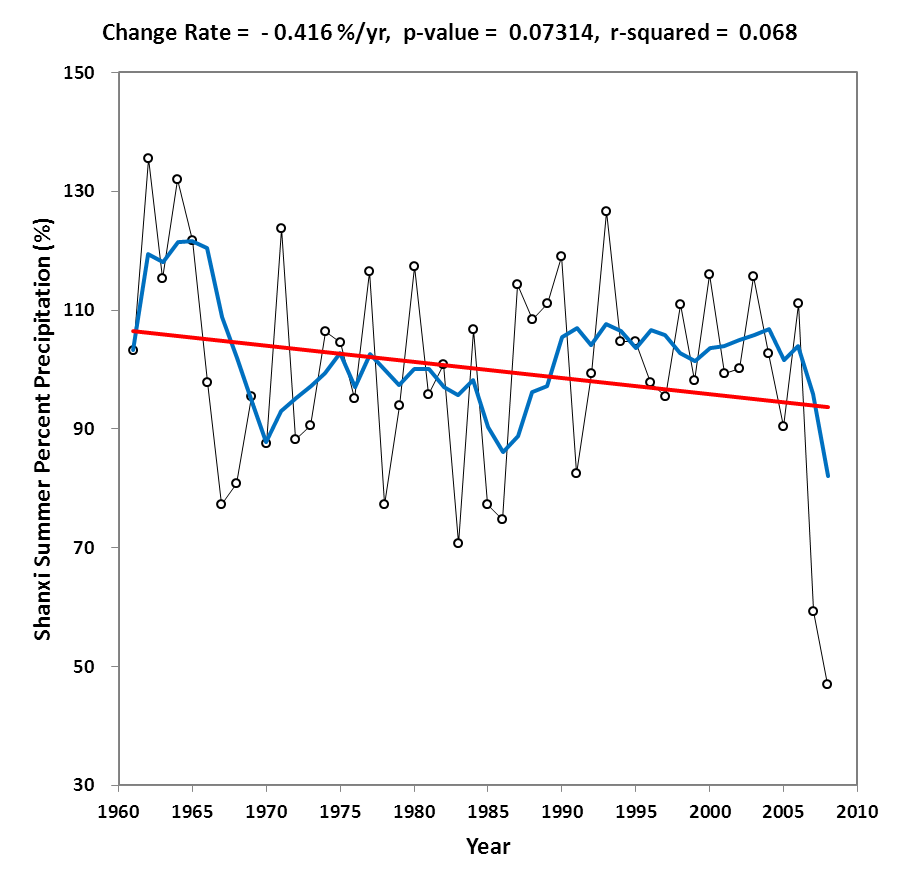 Change Rate =  - 0.416 %/yr,  p-value =  0.07314,  r-squared =  0.068
Shanxi Summer Percent Precipitation (%)
150
130
110
90
70
50
30
1960 1965 1970 1975 1980 1985 1990 1995 2000 2005 2010
Year